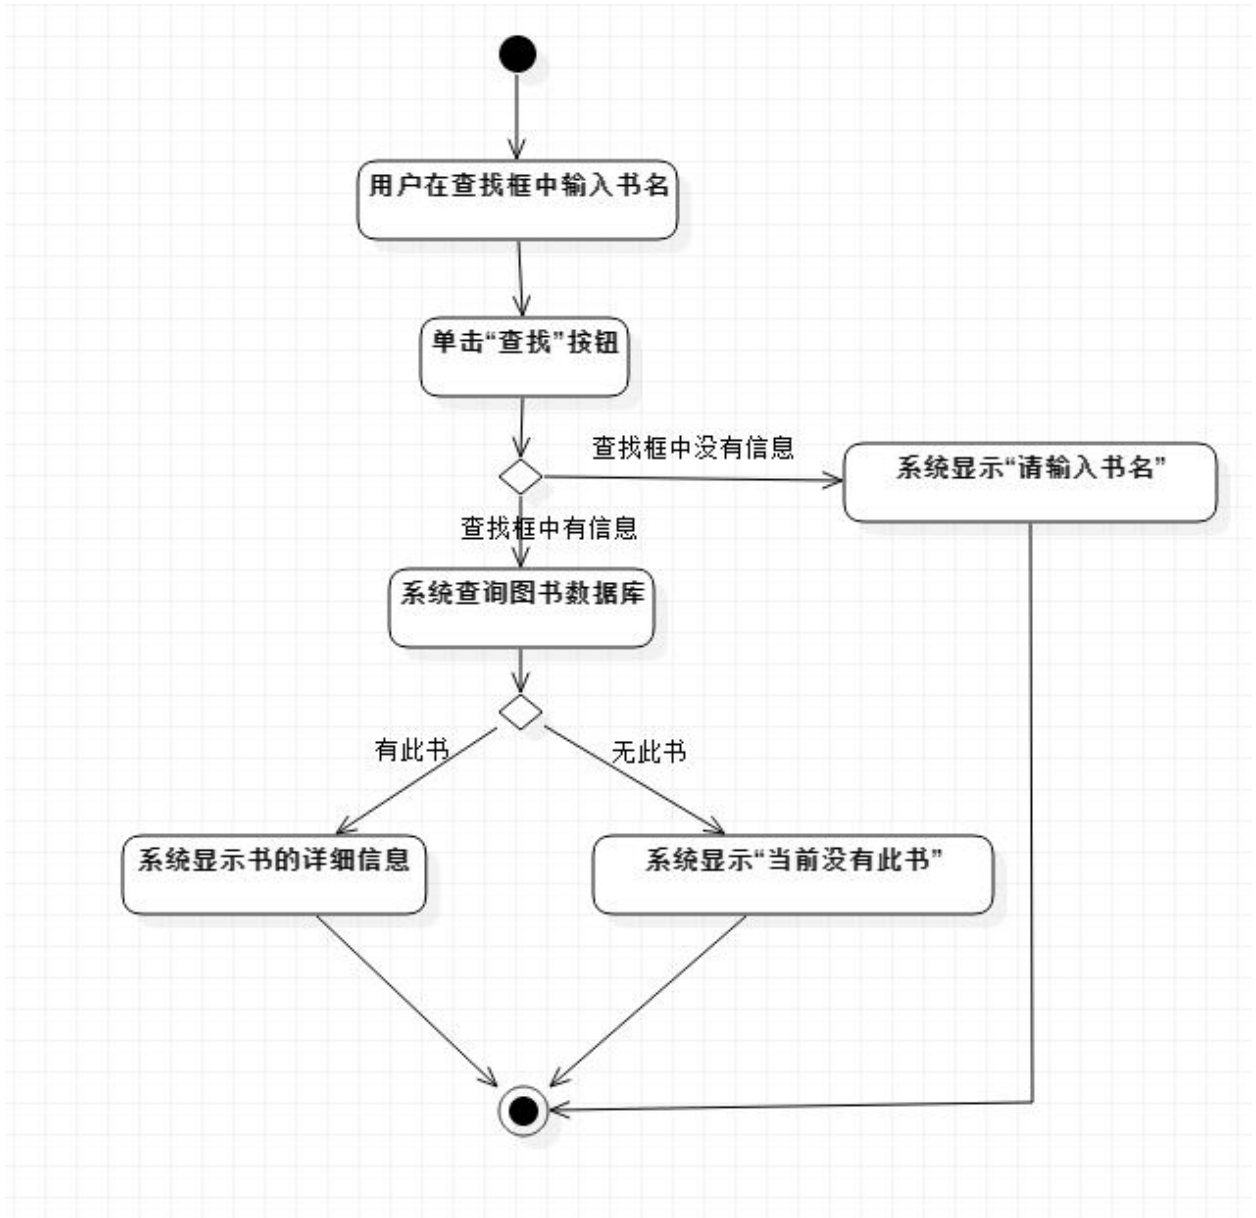 用户在查找框中输入书名
单击“查找”按钮
查找框中没有信息
系统显示“请输入书名”
查找框中有信息
系统查询图书数据库
有此书
无此书
系统显示书的详细信息
系统显示“当前没有此书”